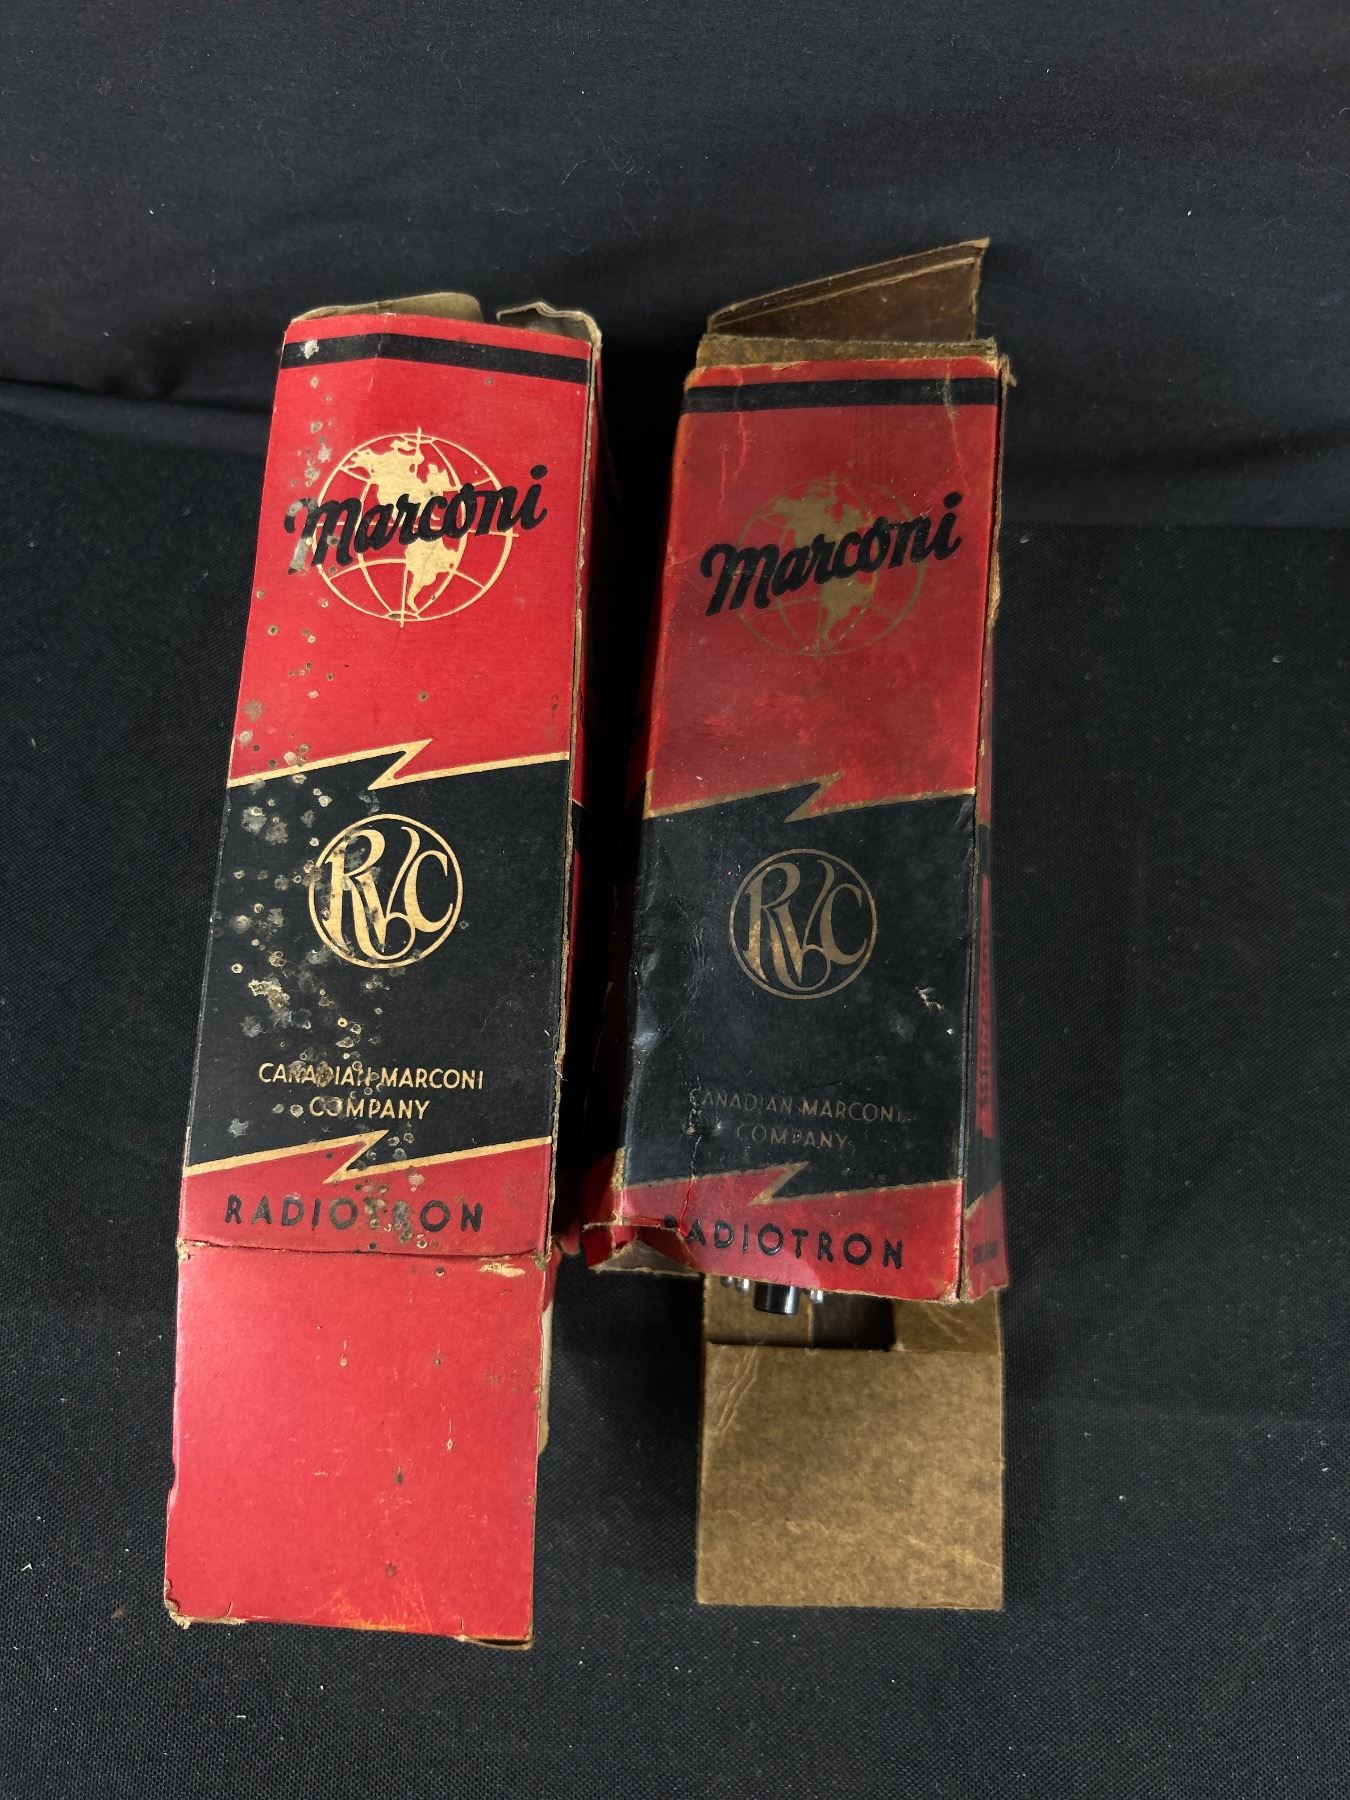 Marconi
RVC
CANADIAN MARCONI
COMPANY
RADIOTRON
Marconi
RVC
CANADIAN MARCONI
COMPANY
RADIOTRON